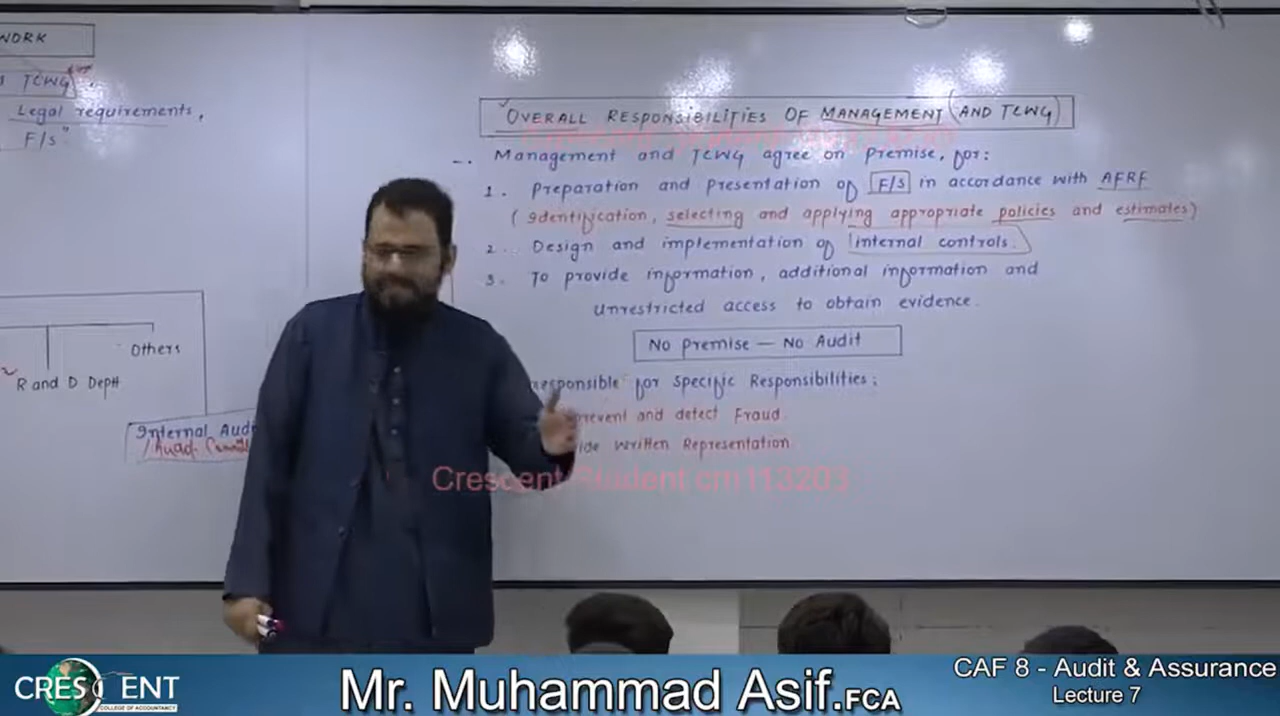 WORK
TCWG
Legal requirements,
F/s"
Others
R and D Deptt
Internal Aud
OVERALL RESPONSIBILITIES OF MANAGEMENT (AND TCWG)
Management and TCWG agree on premise, for:
1. Preparation and presentation of F/S in accordance with AFRF
(Identification, selecting and applying appropriate policies and estimates)
2. Design and implementation of internal controls.
3. To provide information, additional information and
unrestricted access to obtain evidence.
No Premise — No Audit
responsible for specific Responsibilities:
prevent and detect Fraud
Written Representation
Crescent Student cm113203
CRESCENT
COLLEGE OF ACCOUNTANCY
Mr. Muhammad Asif.FCA
CAF 8 - Audit & Assurance
Lecture 7